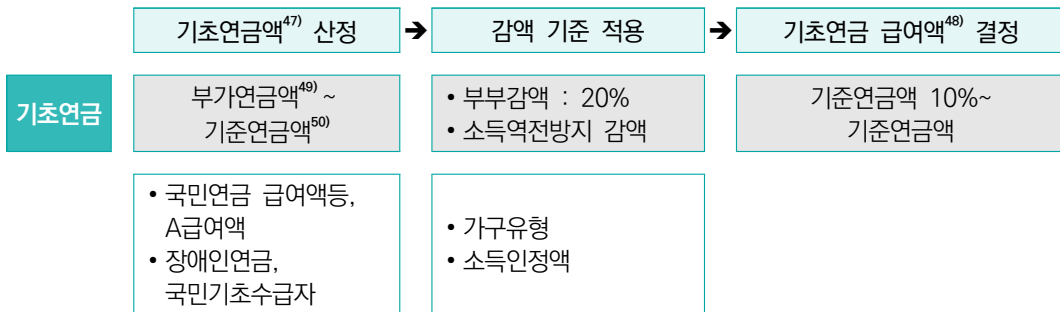 기초연금액47) 산정 ➔ 감액 기준 적용 ➔ 기초연금 급여액48) 결정
기초연금
부가연금액49) ~
기준연금액50)
• 부부감액 : 20%
• 소득역전방지 감액
기준연금액 10%~
기준연금액
• 국민연금 급여액등,
A급여액
• 장애인연금,
국민기초수급자
• 가구유형
• 소득인정액